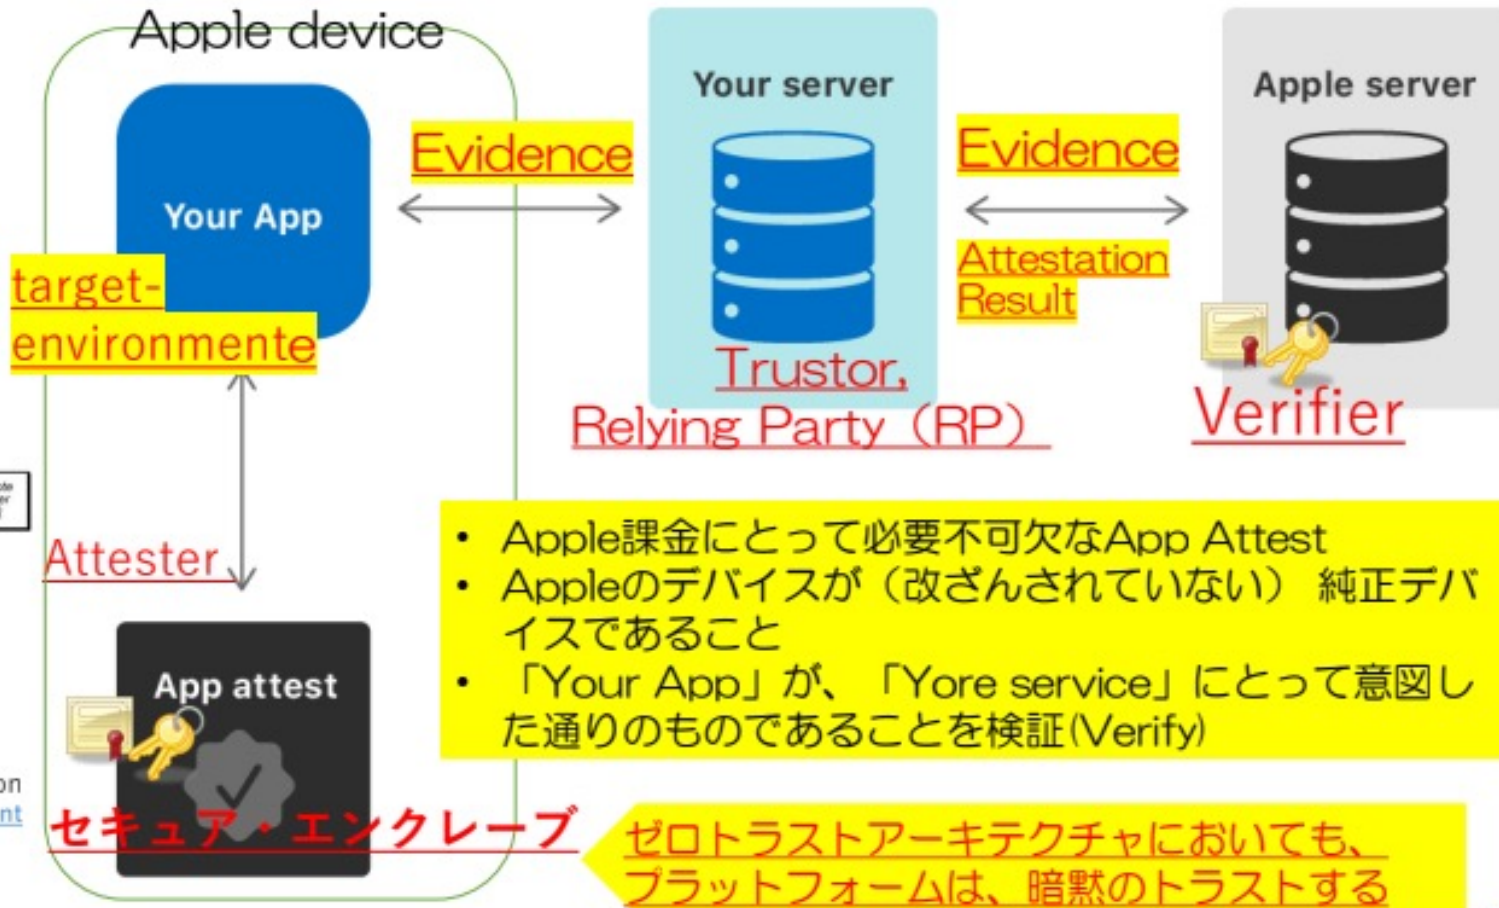 Apple device
Your App
target-
environmente
Evidence
Your server
Trustor,
Relying Party（RP）
Evidence
Attestation
Result
Apple server
Verifier
Attester
App attest
セキュア・エンクレーブ
• Apple課金にとって必要不可欠なApp Attest
• Appleのデバイスが（改ざんされていない） 純正デバ
イスであること
• 「Your App」が、「Yore service」にとって意図し
た通りのものであることを検証(Verify)
ゼロトラストアーキテクチャにおいても、
プラットフォームは、暗黙のトラストする
on
nt